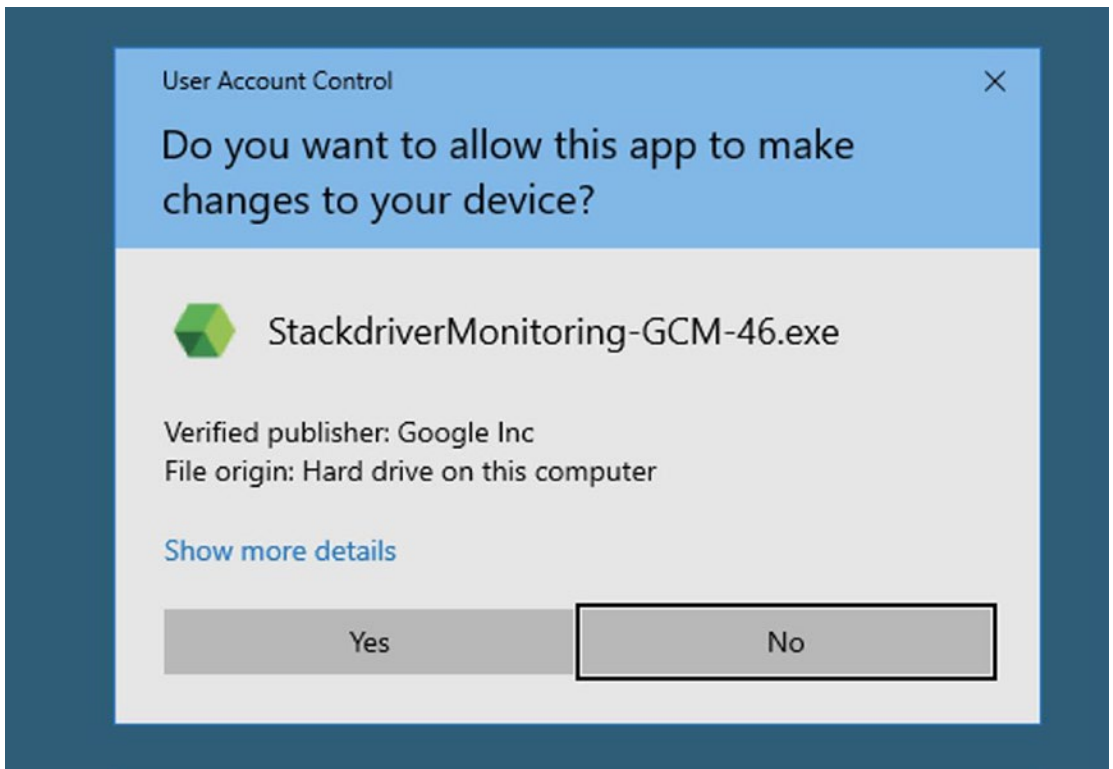 User Account Control
Do you want to allow this app to make
changes to your device?
StackdriverMonitoring-GCM-46.exe
Verified publisher: Google Inc
File origin: Hard drive on this computer
Show more details
Yes
No